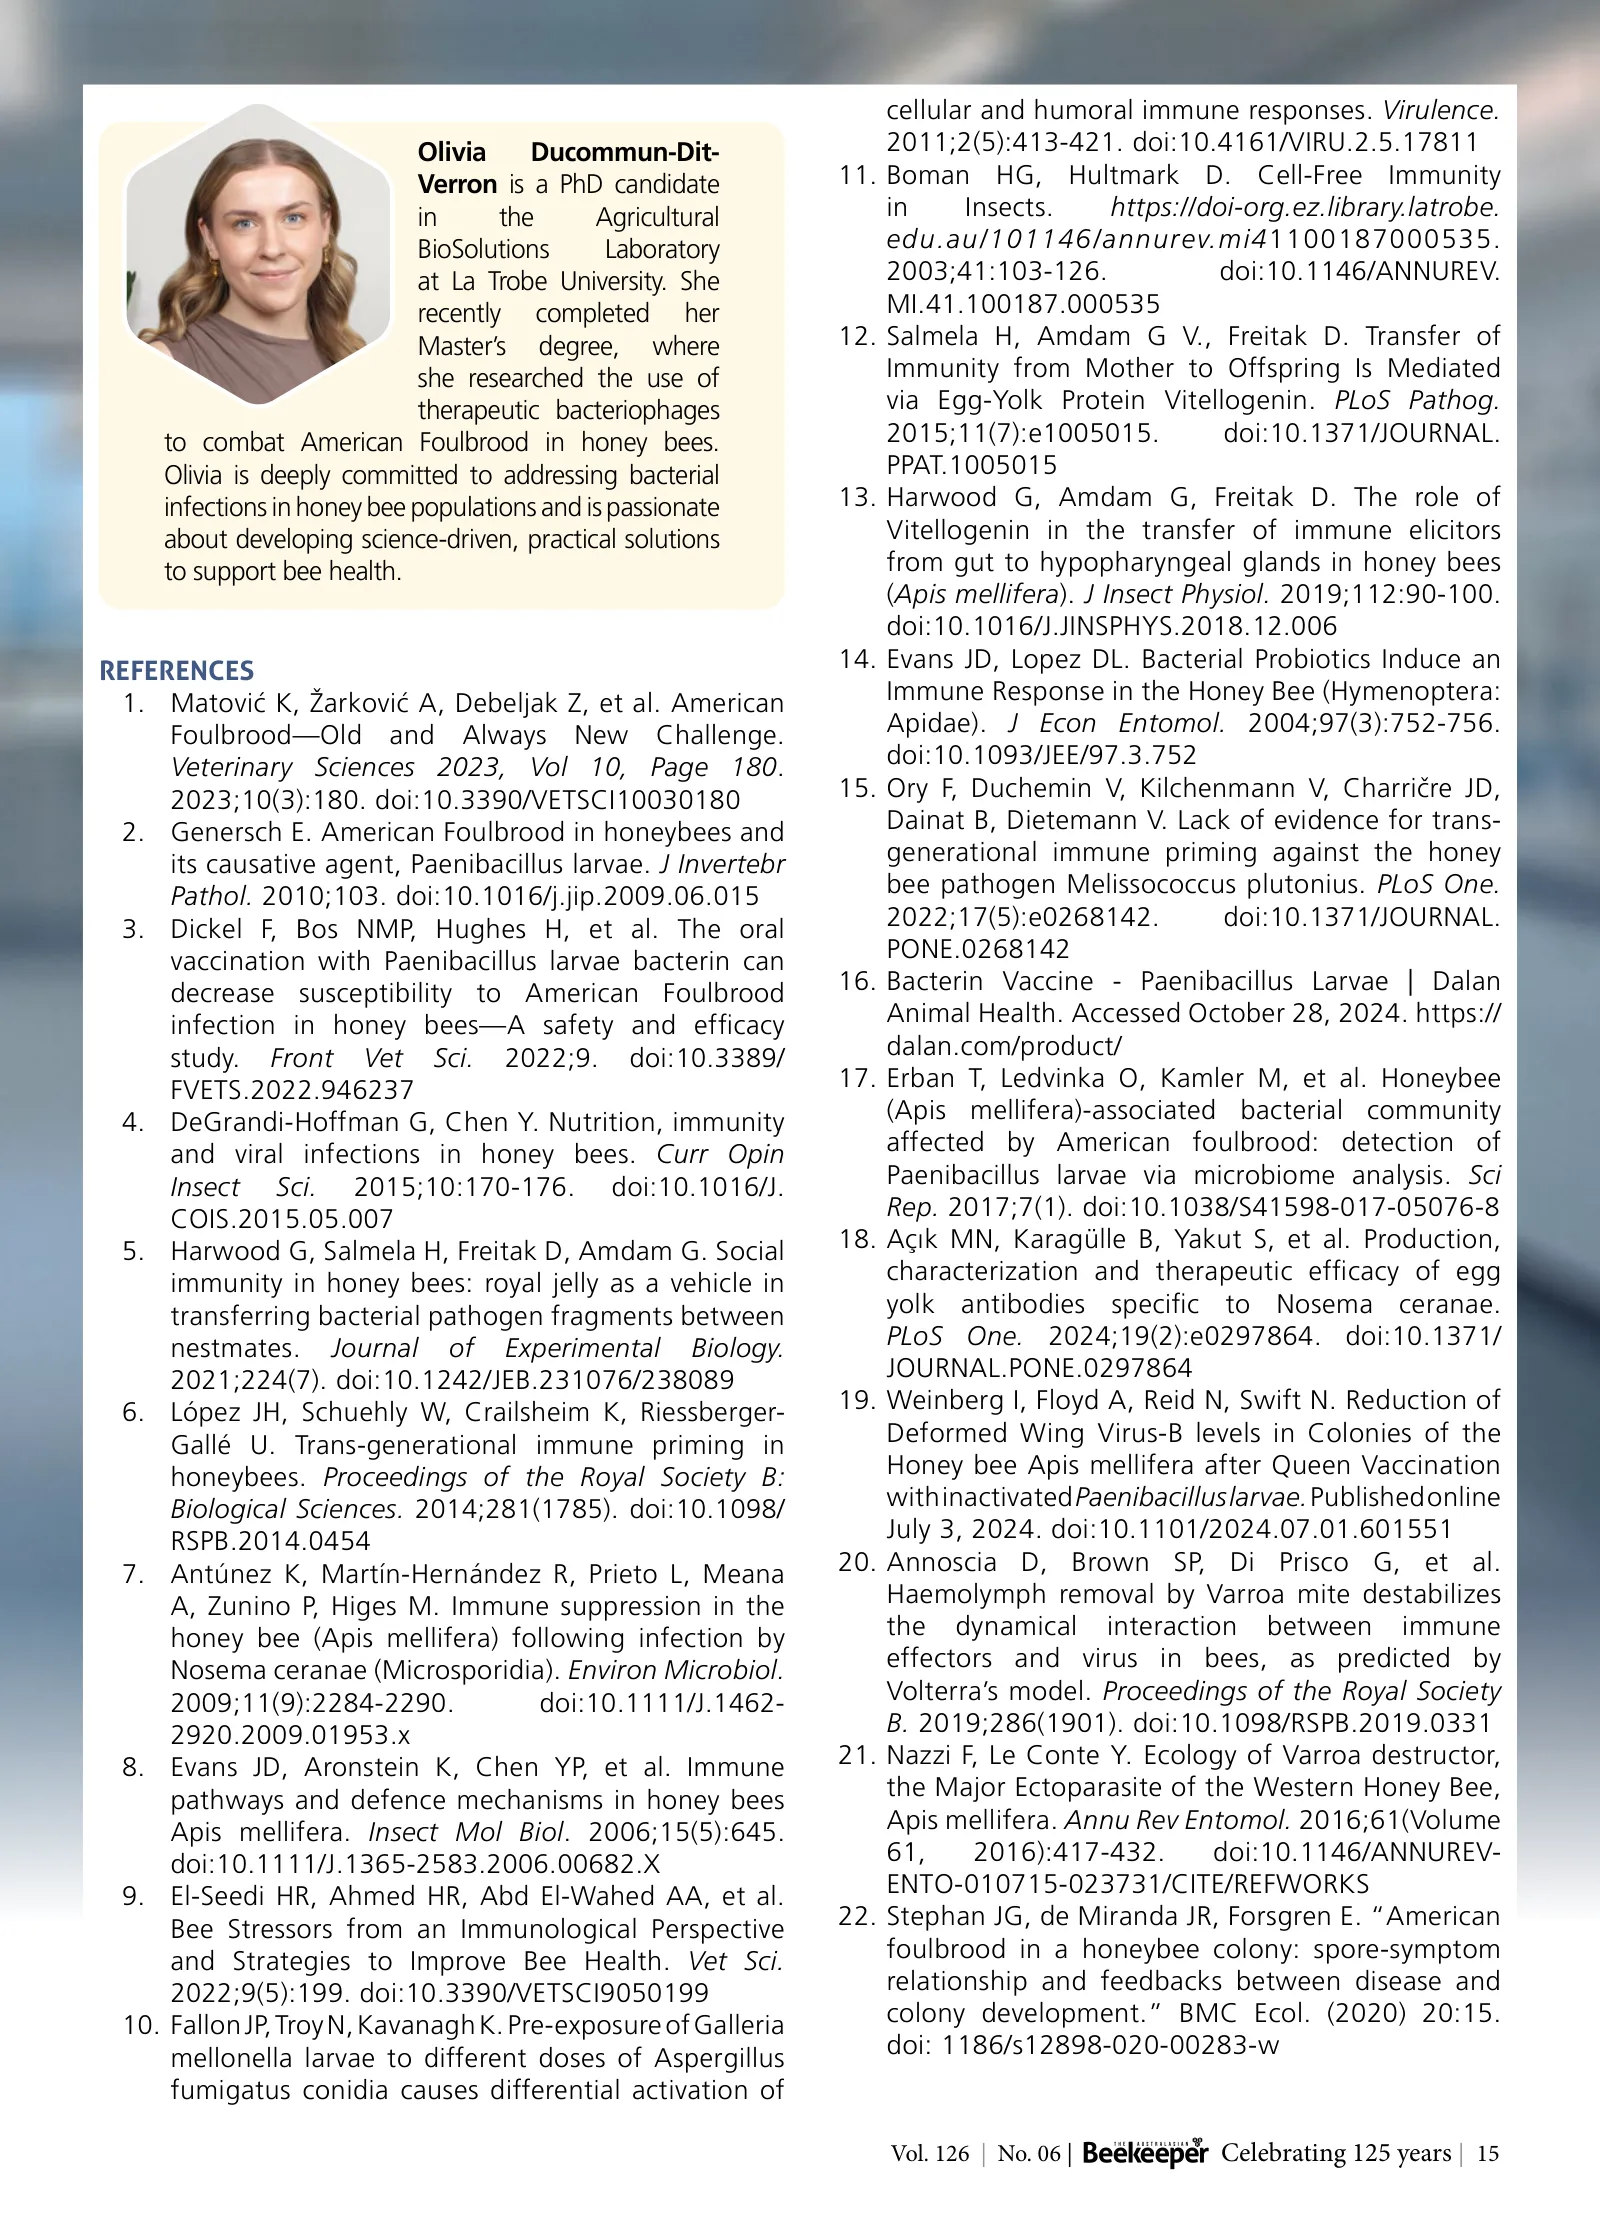 Olivia Ducommun-Dit-
Verron is a PhD candidate
in the Agricultural
BioSolutions Laboratory
at La Trobe University. She
recently completed her
Master’s degree, where
she researched the use of
therapeutic bacteriophages
to combat American Foulbrood in honey bees.
Olivia is deeply committed to addressing bacterial
infections in honey bee populations and is passionate
about developing science-driven, practical solutions
to support bee health.
REFERENCES
1. Matović K, Žarković A, Debeljak Z, et al. American
Foulbrood—Old and Always New Challenge.
Veterinary Sciences 2023, Vol 10, Page 180.
2023;10(3):180. doi:10.3390/VETSCI10030180
2. Genersch E. American Foulbrood in honeybees and
its causative agent, Paenibacillus larvae. J Invertebr
Pathol. 2010;103. doi:10.1016/j.jip.2009.06.015
3. Dickel F, Bos NMP, Hughes H, et al. The oral
vaccination with Paenibacillus larvae bacterin can
decrease susceptibility to American Foulbrood
infection in honey bees—A safety and efficacy
study. Front Vet Sci. 2022;9. doi:10.3389/
FVETS.2022.946237
4. DeGrandi-Hoffman G, Chen Y. Nutrition, immunity
and viral infections in honey bees. Curr Opin
Insect Sci. 2015;10:170-176. doi:10.1016/J.
COIS.2015.05.007
5. Harwood G, Salmela H, Freitak D, Amdam G. Social
immunity in honey bees: royal jelly as a vehicle in
transferring bacterial pathogen fragments between
nestmates. Journal of Experimental Biology.
2021;224(7). doi:10.1242/JEB.231076/238089
6. López JH, Schuehly W, Crailsheim K, Riessberger-
Gallé U. Trans-generational immune priming in
honeybees. Proceedings of the Royal Society B:
Biological Sciences. 2014;281(1785). doi:10.1098/
RSPB.2014.0454
7. Antúnez K, Martín-Hernández R, Prieto L, Meana
A, Zunino P, Higes M. Immune suppression in the
honey bee (Apis mellifera) following infection by
Nosema ceranae (Microsporidia). Environ Microbiol.
2009;11(9):2284-2290. doi:10.1111/J.1462-
2920.2009.01953.x
8. Evans JD, Aronstein K, Chen YP, et al. Immune
pathways and defence mechanisms in honey bees
Apis mellifera. Insect Mol Biol. 2006;15(5):645.
doi:10.1111/J.1365-2583.2006.00682.X
9. El-Seedi HR, Ahmed HR, Abd El-Wahed AA, et al.
Bee Stressors from an Immunological Perspective
and Strategies to Improve Bee Health. Vet Sci.
2022;9(5):199. doi:10.3390/VETSCI9050199
10. Fallon JP, Troy N, Kavanagh K. Pre-exposure of Galleria
mellonella larvae to different doses of Aspergillus
fumigatus conidia causes differential activation of
cellular and humoral immune responses. Virulence.
2011;2(5):413-421. doi:10.4161/VIRU.2.5.17811
11. Boman HG, Hultmark D. Cell-Free Immunity
in Insects. https://doi-org.ez.library.latrobe.
edu.au/101146/annurev.mi411100187000535.
2003;41:103-126. doi:10.1146/ANNUREV.
MI.41.100187.000535
12. Salmela H, Amdam G V., Freitak D. Transfer of
Immunity from Mother to Offspring Is Mediated
via Egg-Yolk Protein Vitellogenin. PLoS Pathog.
2015;11(7):e1005015. doi:10.1371/JOURNAL.
PPAT.1005015
13. Harwood G, Amdam G, Freitak D. The role of
Vitellogenin in the transfer of immune elicitors
from gut to hypopharyngeal glands in honey bees
(Apis mellifera). J Insect Physiol. 2019;112:90-100.
doi:10.1016/J.JINSPHYS.2018.12.006
14. Evans JD, Lopez DL. Bacterial Probiotics Induce an
Immune Response in the Honey Bee (Hymenoptera:
Apidae). J Econ Entomol. 2004;97(3):752-756.
doi:10.1093/JEE/97.3.752
15. Ory F, Duchemin V, Kilchenmann V, Charričre JD,
Dainat B, Dietemann V. Lack of evidence for trans-
generational immune priming against the honey
bee pathogen Melissococcus plutonius. PLoS One.
2022;17(5):e0268142. doi:10.1371/JOURNAL.
PONE.0268142
16. Bacterin Vaccine - Paenibacillus Larvae | Dalan
Animal Health. Accessed October 28, 2024. https://
dalan.com/product/
17. Erban T, Ledvinka O, Kamler M, et al. Honeybee
(Apis mellifera)-associated bacterial community
affected by American foulbrood: detection of
Paenibacillus larvae via microbiome analysis. Sci
Rep. 2017;7(1). doi:10.1038/S41598-017-05076-8
18. Açık MN, Karagülle B, Yakut S, et al. Production,
characterization and therapeutic efficacy of egg
yolk antibodies specific to Nosema ceranae.
PLoS One. 2024;19(2):e0297864. doi:10.1371/
JOURNAL.PONE.0297864
19. Weinberg I, Floyd A, Reid N, Swift N. Reduction of
Deformed Wing Virus-B levels in Colonies of the
Honey bee Apis mellifera after Queen Vaccination
with inactivated Paenibacillus larvae. Published online
July 3, 2024. doi:10.1101/2024.07.01.601551
20. Annoscia D, Brown SP, Di Prisco G, et al.
Haemolymph removal by Varroa mite destabilizes
the dynamical interaction between immune
effectors and virus in bees, as predicted by
Volterra’s model. Proceedings of the Royal Society
B. 2019;286(1901). doi:10.1098/RSPB.2019.0331
21. Nazzi F, Le Conte Y. Ecology of Varroa destructor,
the Major Ectoparasite of the Western Honey Bee,
Apis mellifera. Annu Rev Entomol. 2016;61(Volume
61, 2016):417-432. doi:10.1146/ANNUREV-
ENTO-010715-023731/CITE/REFWORKS
22. Stephan JG, de Miranda JR, Forsgren E. “American
foulbrood in a honeybee colony: spore-symptom
relationship and feedbacks between disease and
colony development.” BMC Ecol. (2020) 20:15.
doi: 1186/s12898-020-00283-w
Vol. 126 | No. 06 | THE AUSTRALASIAN Beekeeper Celebrating 125 years | 15